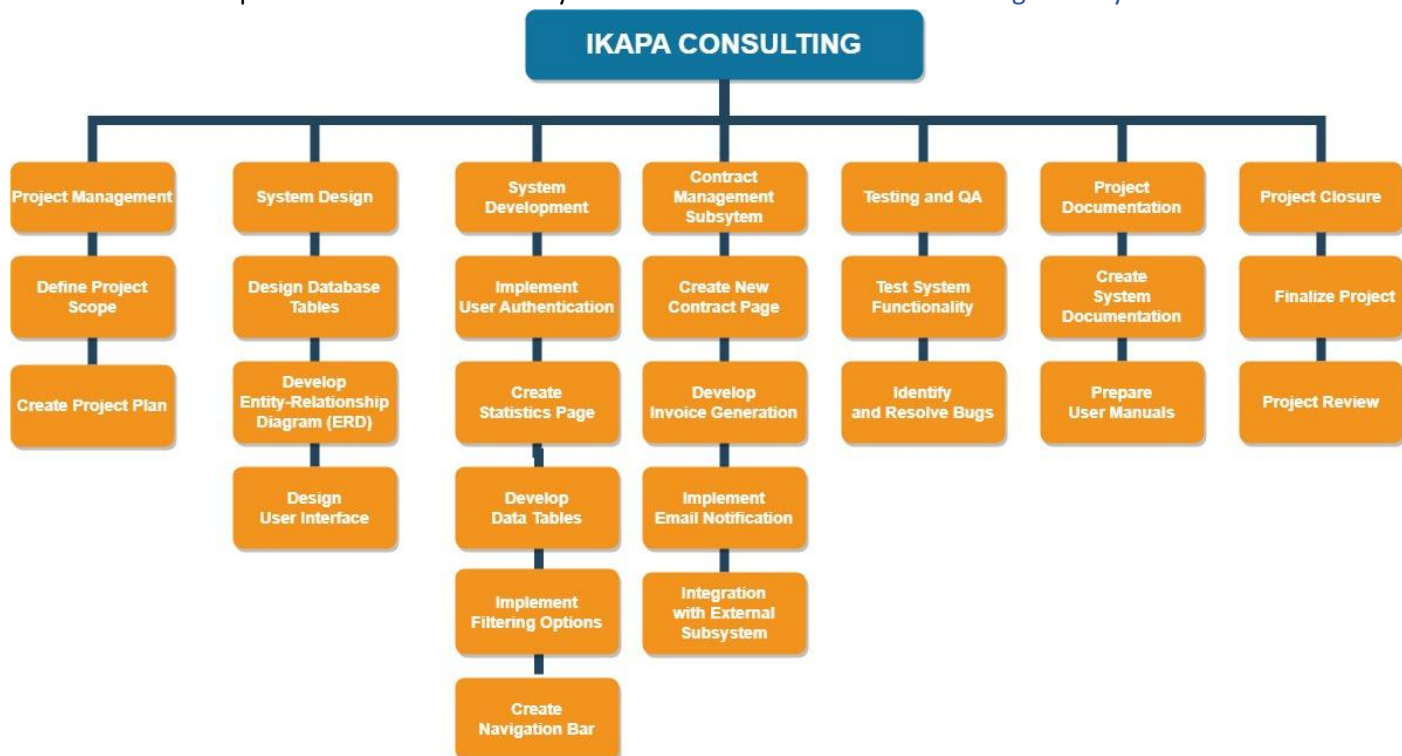 IKAPA CONSULTING
Project Management
System Design
System
Development
Contract
Management
Subsytem
Testing and QA
Project
Documentation
Project Closure
Define Project
Scope
Design Database
Tables
Implement
User Authentication
Create New
Contract Page
Test System
Functionality
Create
System
Documentation
Finalize Project
Create Project Plan
Develop
Entity-Relationship
Diagram (ERD)
Create
Statistics Page
Develop
Invoice Generation
Identify
and Resolve Bugs
Prepare
User Manuals
Project Review
Design
User Interface
Develop
Data Tables
Implement
Email Notification
Implement
Filtering Options
Integration
with External
Subsystem
Create
Navigation Bar